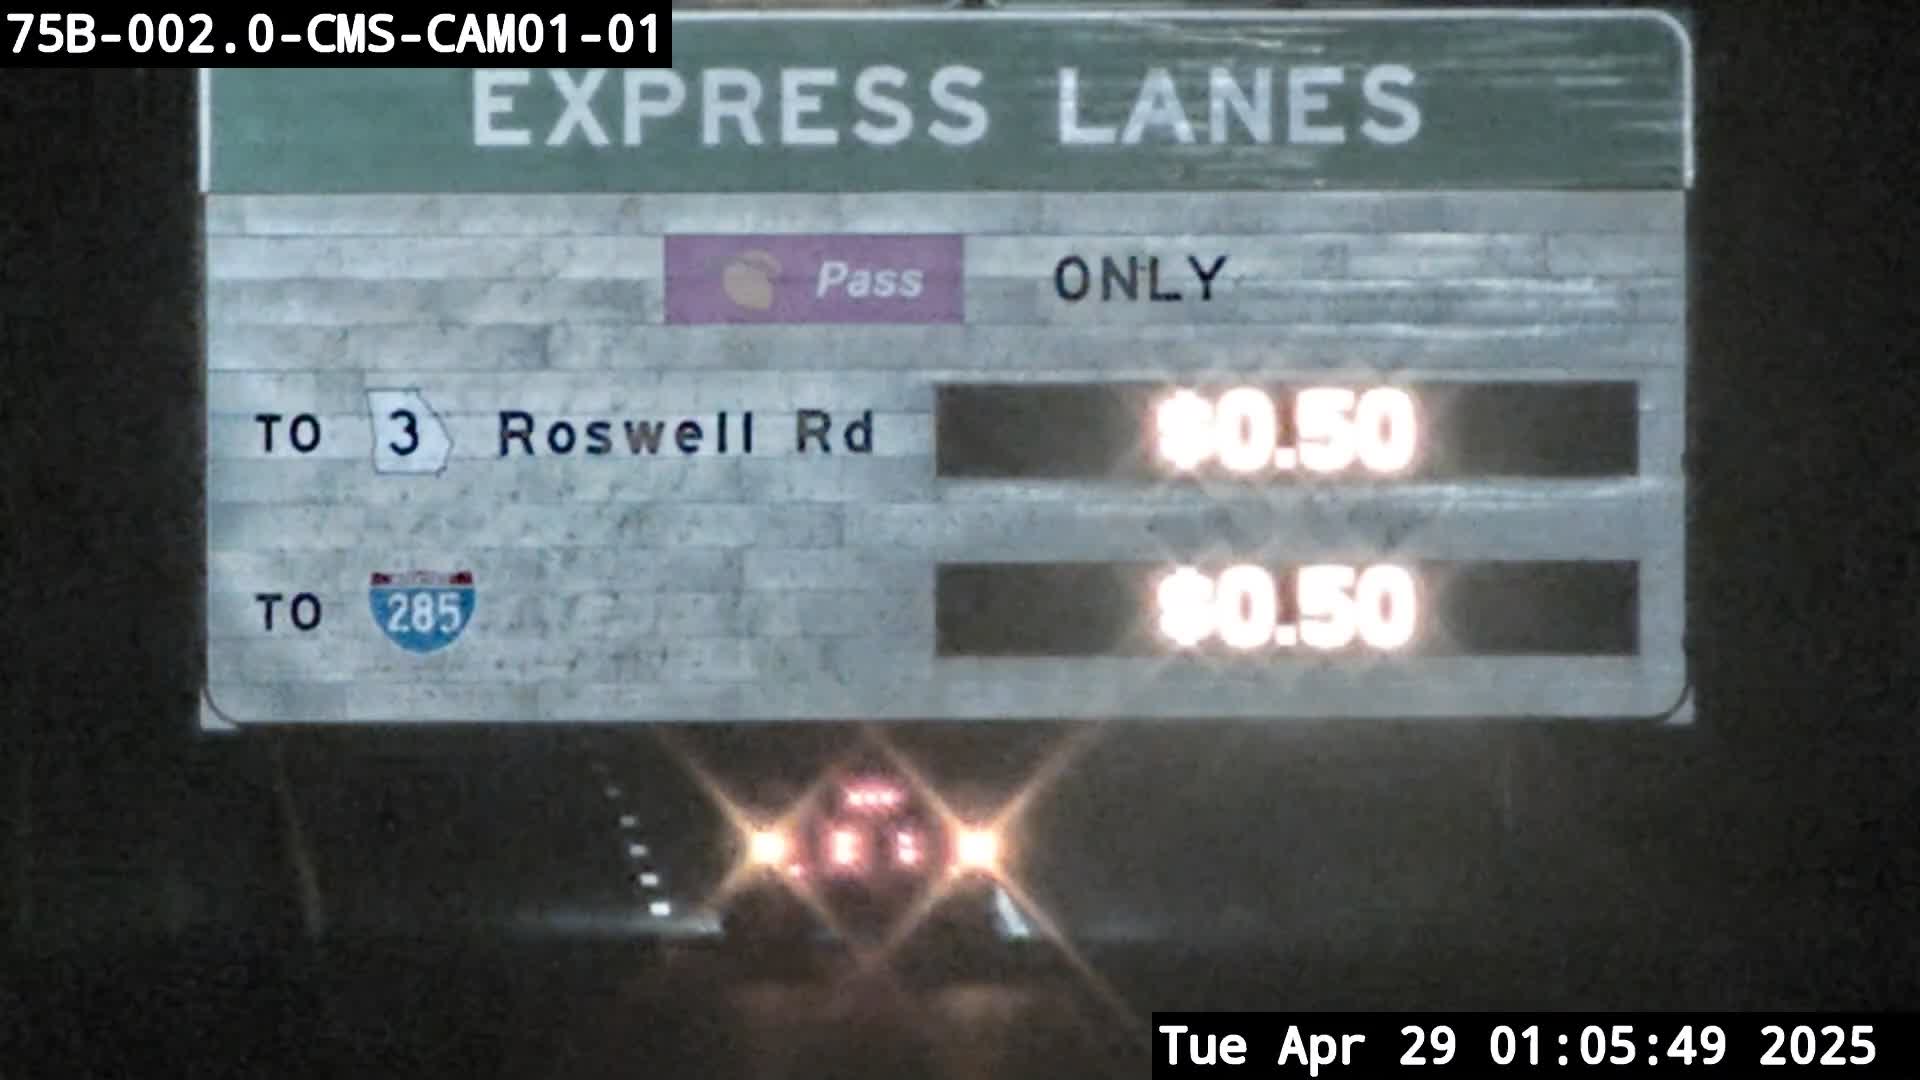 75B-002.0-CMS-CAM01-01
EXPRESS LANES
Pass ONLY
TO 3 Roswell Rd $0.50
TO 285 $0.50
Tue Apr 29 01:05:49 2025